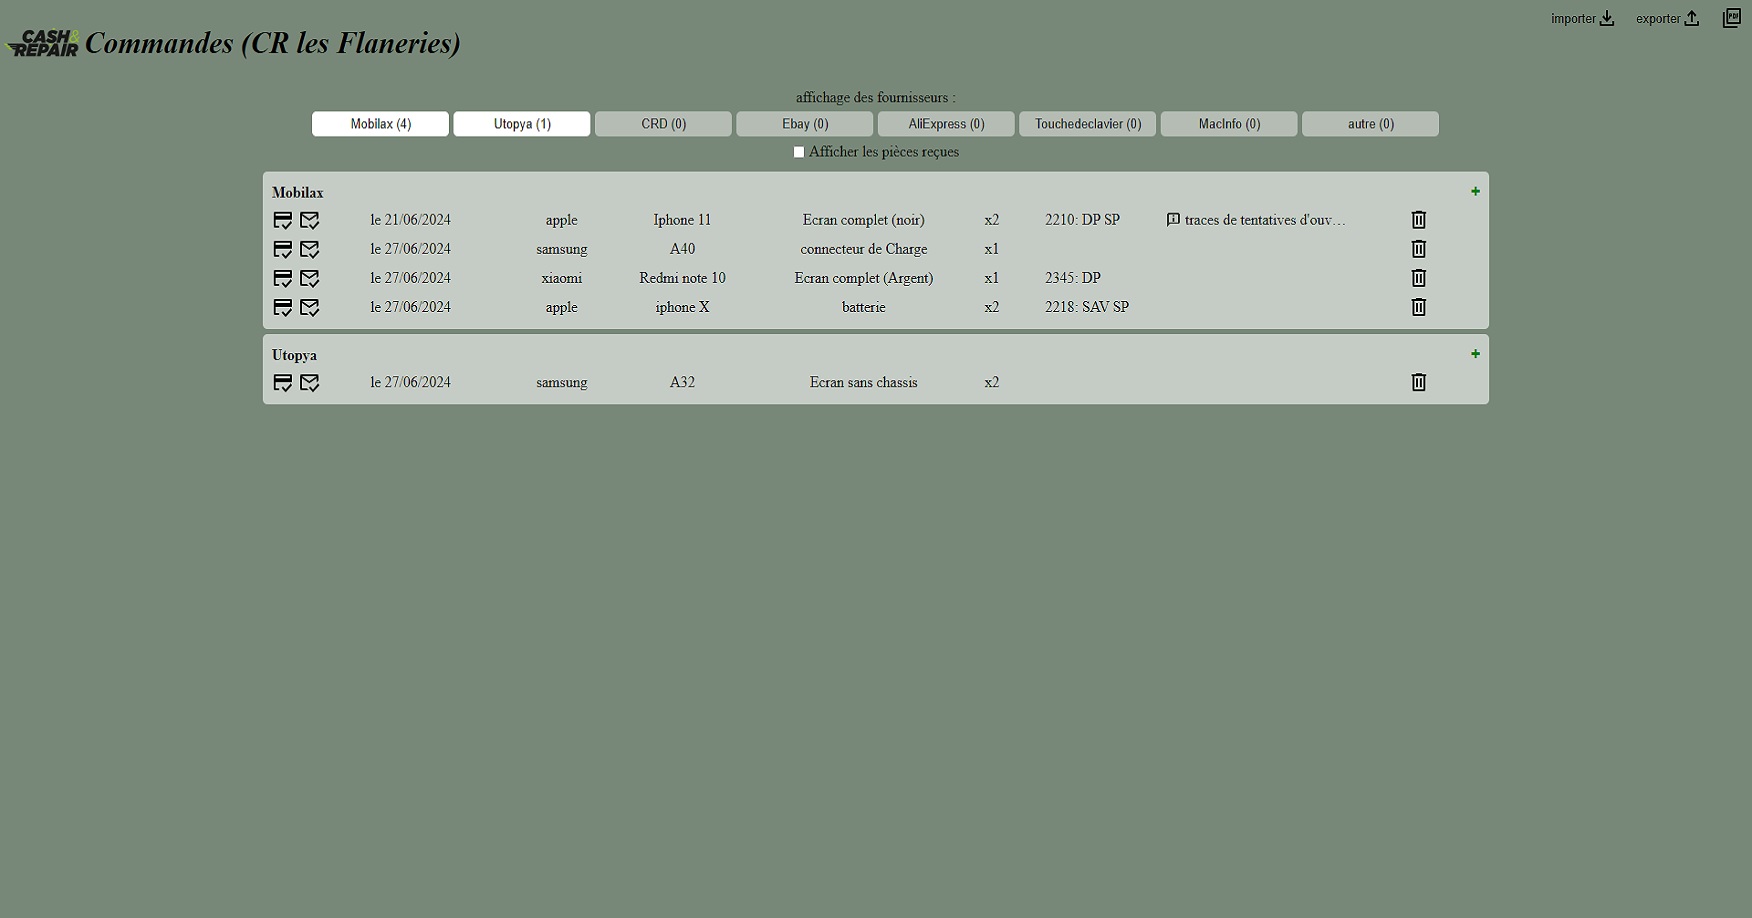 importer exporter PDF
CASH& REPAIR
Commandes (CR les Flaneries)
affichage des fournisseurs :
Mobilax (4) Utopya (1) CRD (0) Ebay (0) AliExpress (0) Touchedeclavier (0) MacInfo (0) autre (0)
Afficher les pièces reçues
Mobilax +
le 21/06/2024 apple Iphone 11 Ecran complet (noir) x2 2210: DP SP traces de tentatives d'ouv…
le 27/06/2024 samsung A40 connecteur de Charge x1
le 27/06/2024 xiaomi Redmi note 10 Ecran complet (Argent) x1 2345: DP
le 27/06/2024 apple iphone X batterie x2 2218: SAV SP
Utopya +
le 27/06/2024 samsung A32 Ecran sans chassis x2